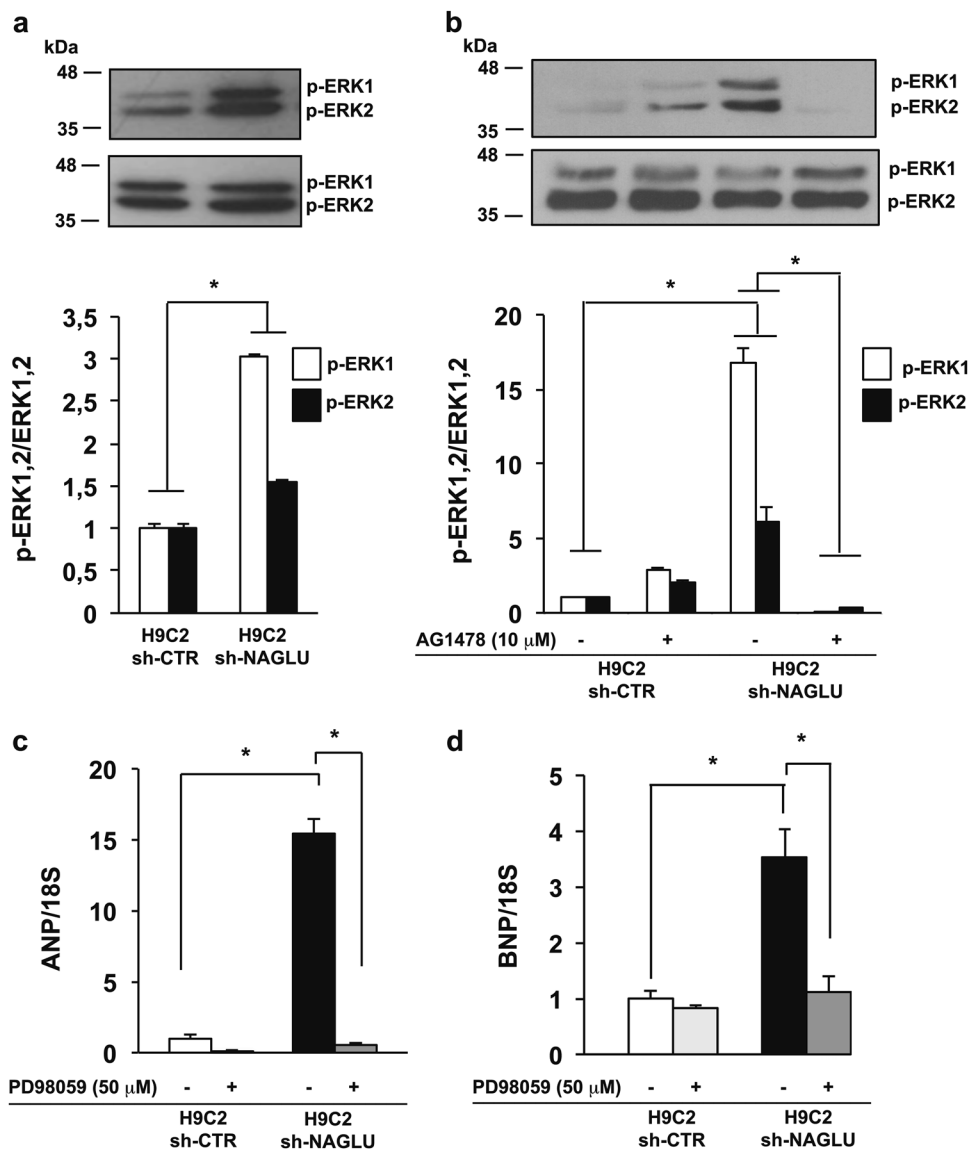 a
kDa
48
p-ERK1
p-ERK2
35
48
p-ERK1
p-ERK2
35
*
3,5
3
2,5
2
1,5
1
0,5
0
p-ERK1,2/ERK1,2
p-ERK1
p-ERK2
H9C2
sh-CTR
H9C2
sh-NAGLU
b
kDa
48
p-ERK1
p-ERK2
35
48
p-ERK1
p-ERK2
35
*
*
20
15
10
5
0
p-ERK1,2/ERK1,2
p-ERK1
p-ERK2
AG1478 (10 µM) - + - +
H9C2
sh-CTR
H9C2
sh-NAGLU
c
*
*
20
15
10
5
0
ANP/18S
PD98059 (50 µM) - + - +
H9C2
sh-CTR
H9C2
sh-NAGLU
d
*
*
5
4
3
2
1
0
BNP/18S
PD98059 (50 µM) - + - +
H9C2
sh-CTR
H9C2
sh-NAGLU